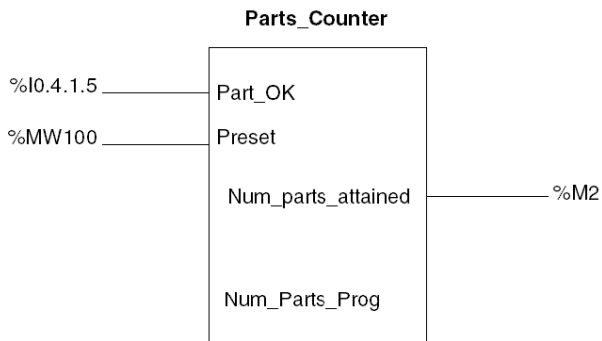 Parts_Counter
%I0.4.1.5
Part_OK
%MW100
Preset
Num_parts_attained
%M2
Num_Parts_Prog